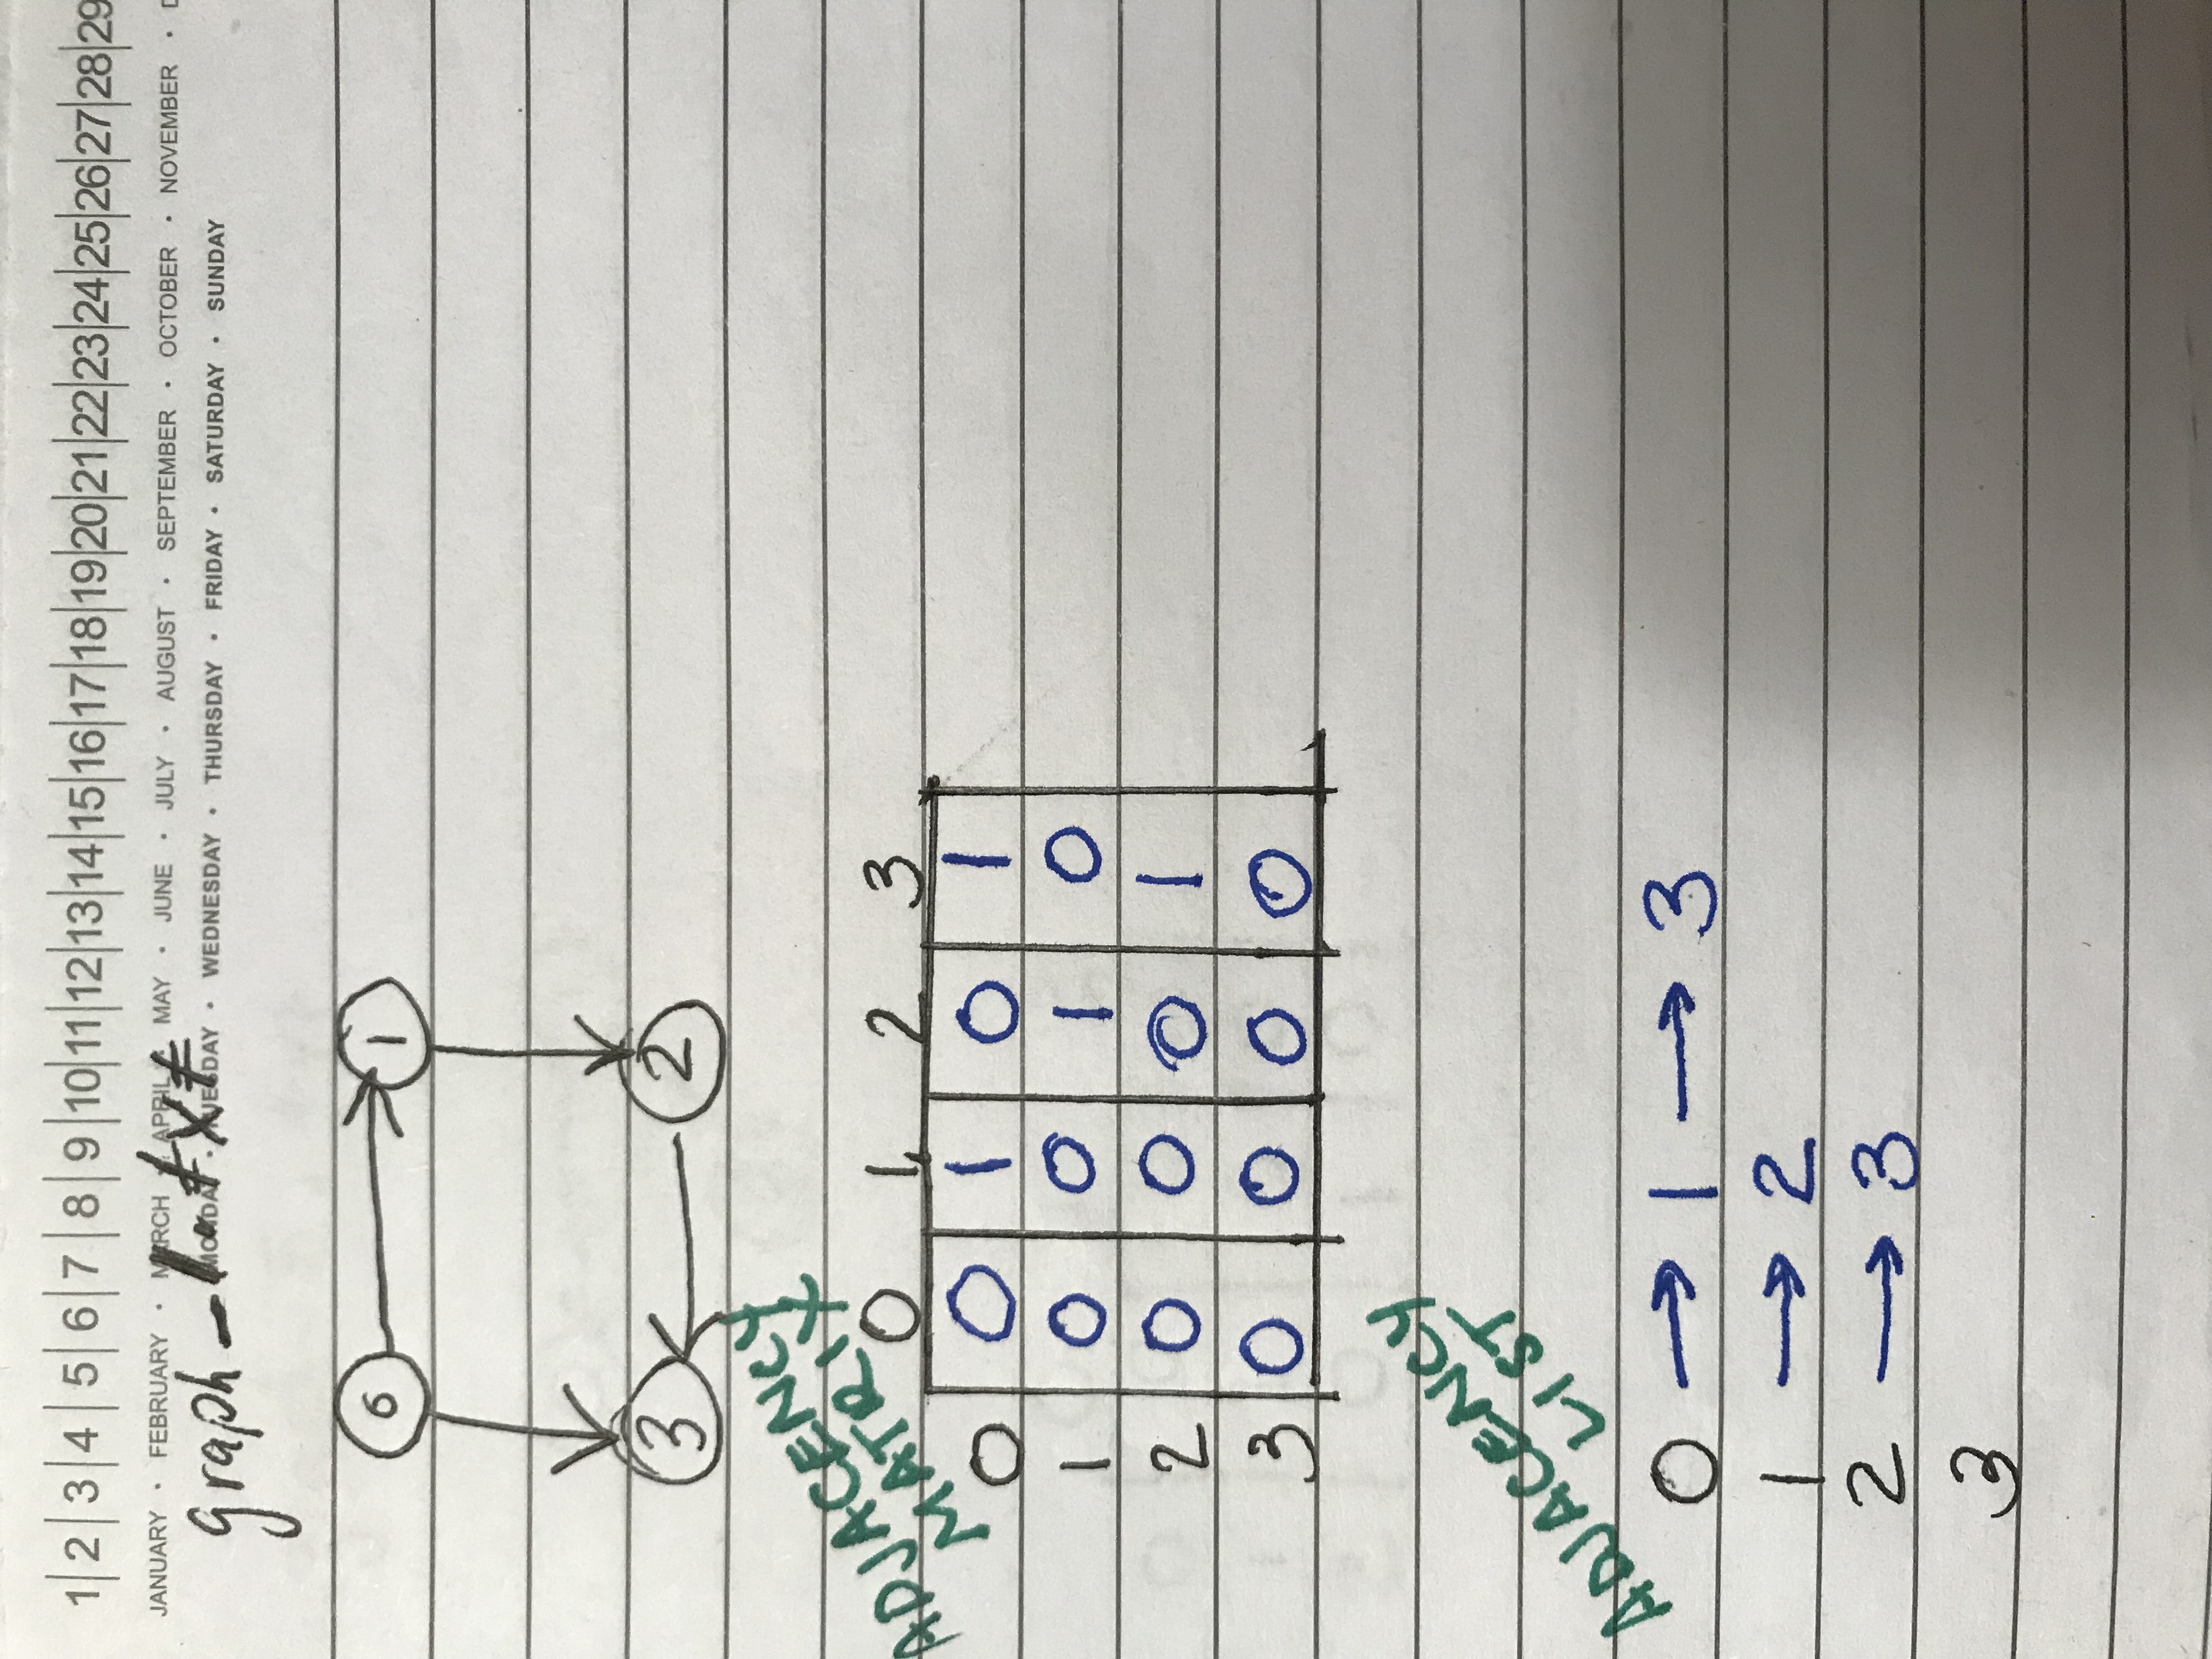 1 2 3 4 5 6 7 8 9 10 11 12 13 14 15 16 17 18 19 20 21 22 23 24 25 26 27 28 29
JANUARY • FEBRUARY • MARCH • APRIL • MAY • JUNE • JULY • AUGUST • SEPTEMBER • OCTOBER • NOVEMBER •
MONDAY • TUESDAY • WEDNESDAY • THURSDAY • FRIDAY • SATURDAY • SUNDAY
graph_1.txt
0 1
3 2
ADJACENCY
MATRIX
0 1 2 3
0 0 1 0 1
1 0 0 1 0
2 0 0 0 1
3 0 0 0 0
ADJACENCY
LIST
0 → 1 → 3
1 → 2
2 → 3
3